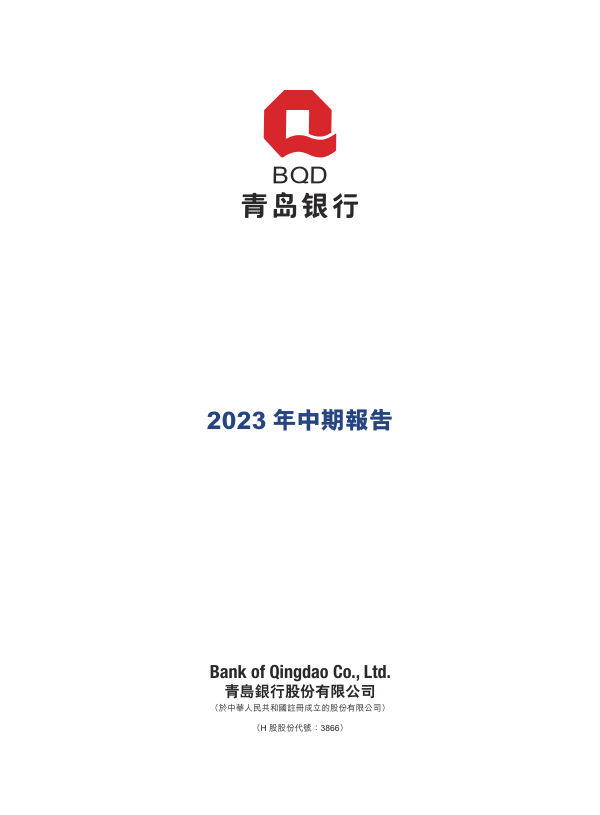 BQD
青岛银行
2023 年中期報告
Bank of Qingdao Co., Ltd.
青島銀行股份有限公司
（於中華人民共和國註冊成立的股份有限公司）
（H 股股份代號：3866）